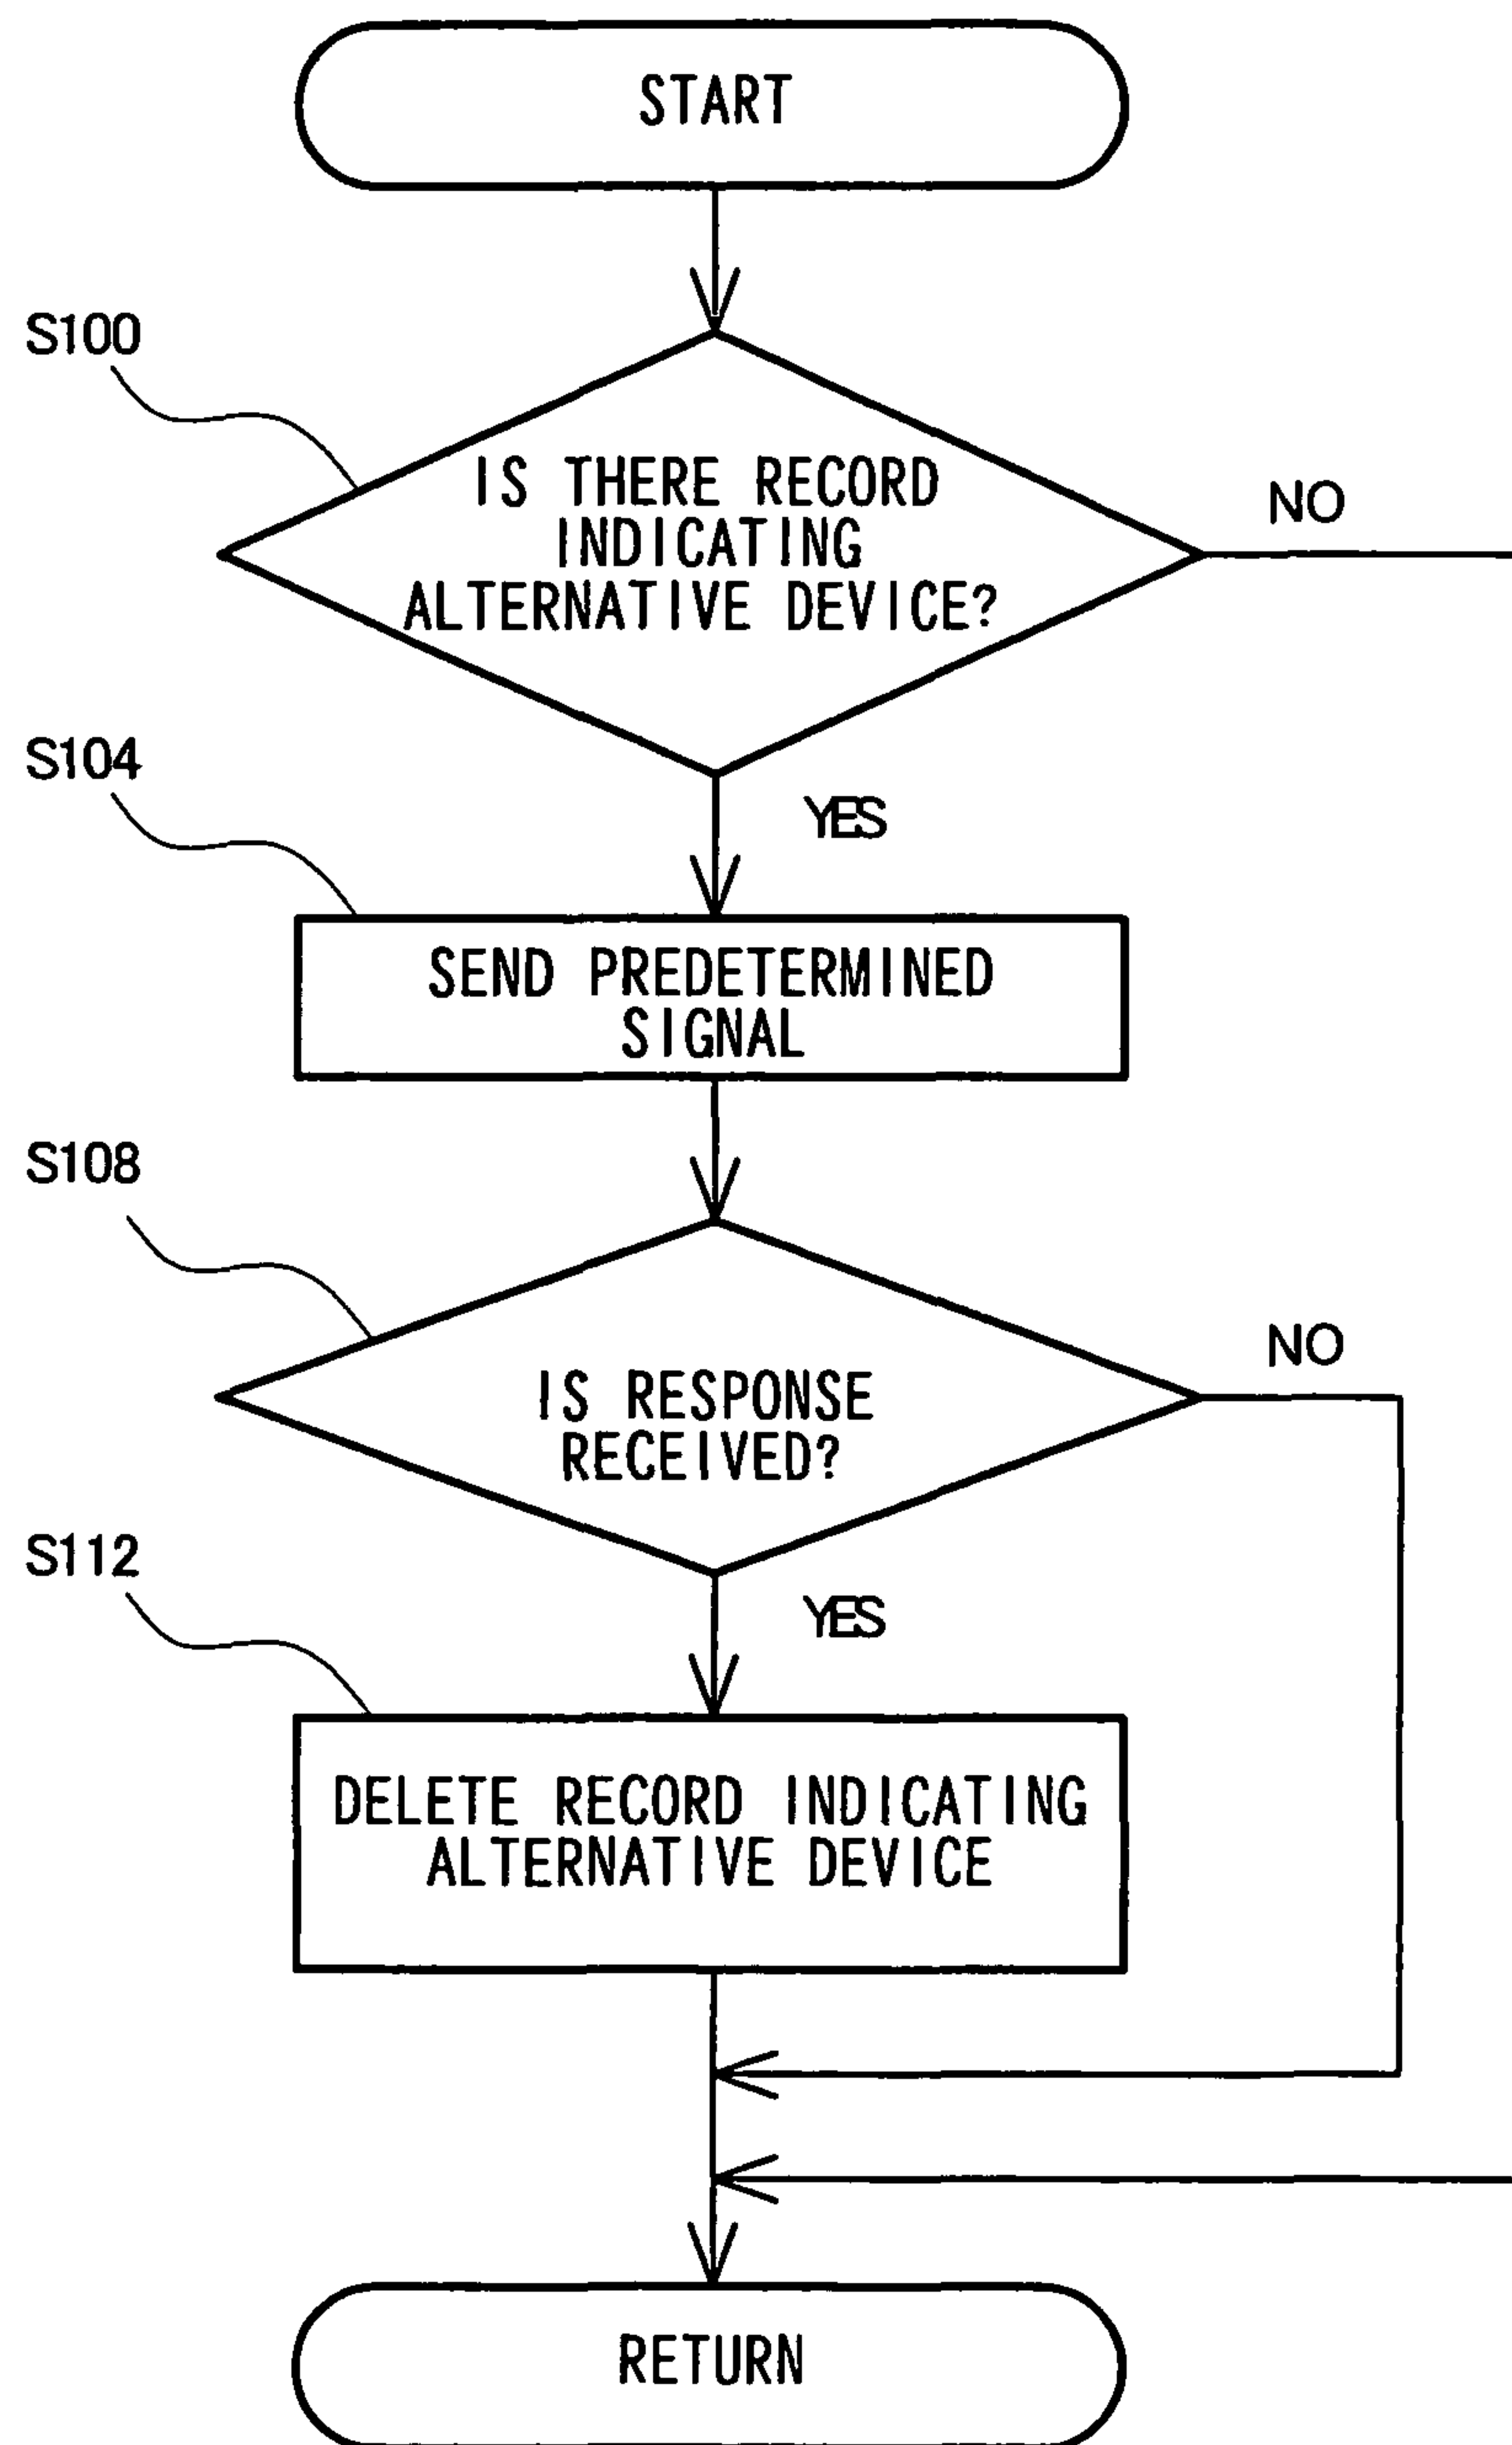 START
S100
IS THERE RECORD
INDICATING
ALTERNATIVE DEVICE?
NO
S104
YES
SEND PREDETERMINED
SIGNAL
S108
NO
IS RESPONSE
RECEIVED?
S112
YES
DELETE RECORD INDICATING
ALTERNATIVE DEVICE
RETURN